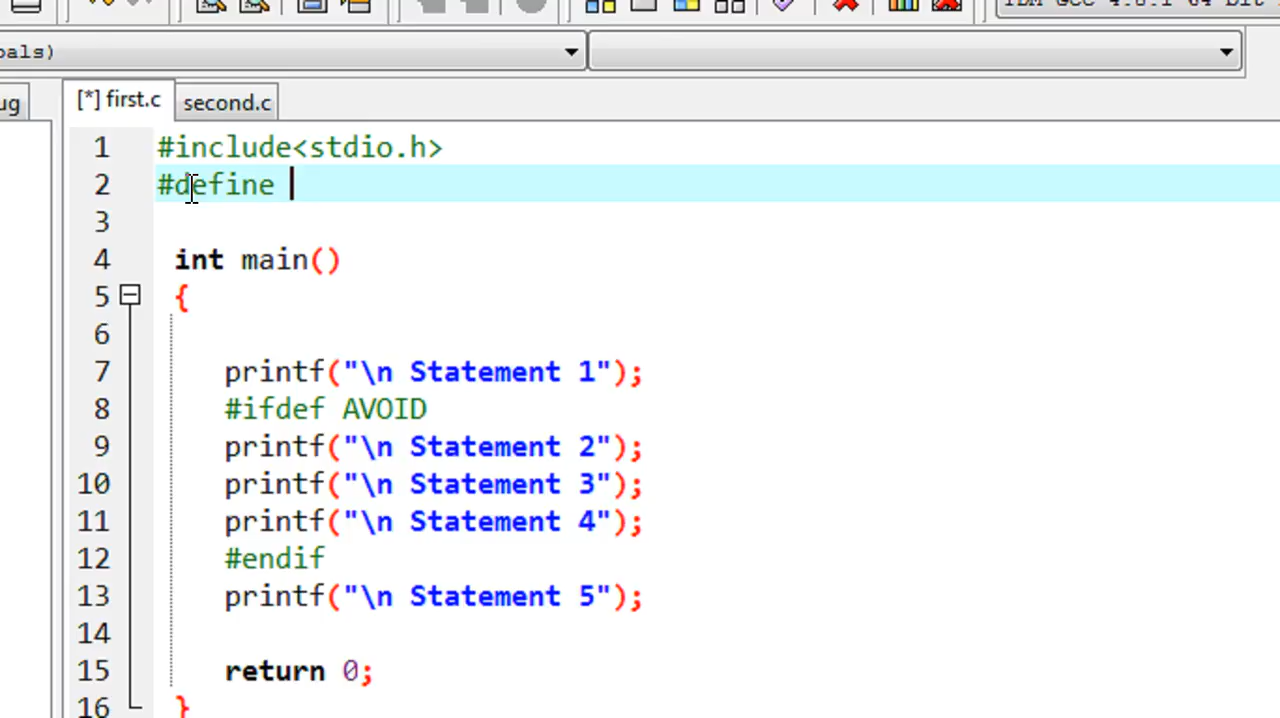 bals)
ug [*] first.c second.c
1 #include<stdio.h>
2 #define
3
4 int main()
5 {
6
7 printf("\n Statement 1");
8 #ifdef AVOID
9 printf("\n Statement 2");
10 printf("\n Statement 3");
11 printf("\n Statement 4");
12 #endif
13 printf("\n Statement 5");
14
15 return 0;
16 }